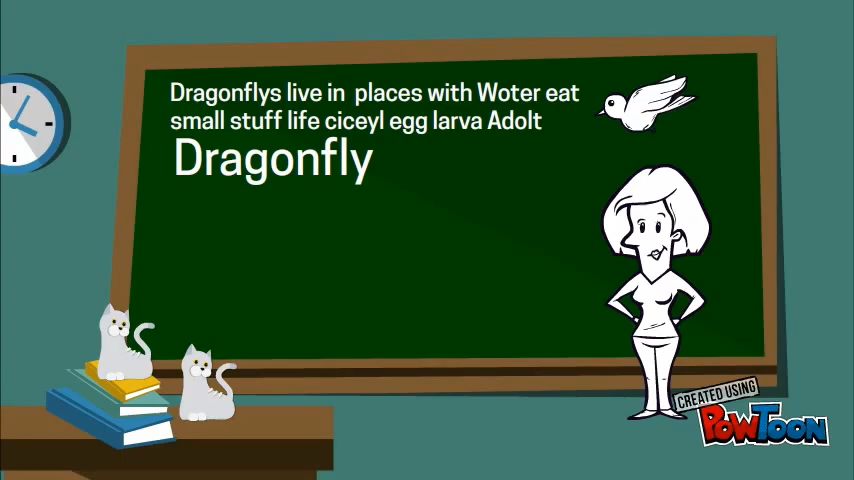 Dragonflys live in places with Woter eat
small stuff life ciceyl egg larva Adolt
Dragonfly
CREATED USING
POWTOON